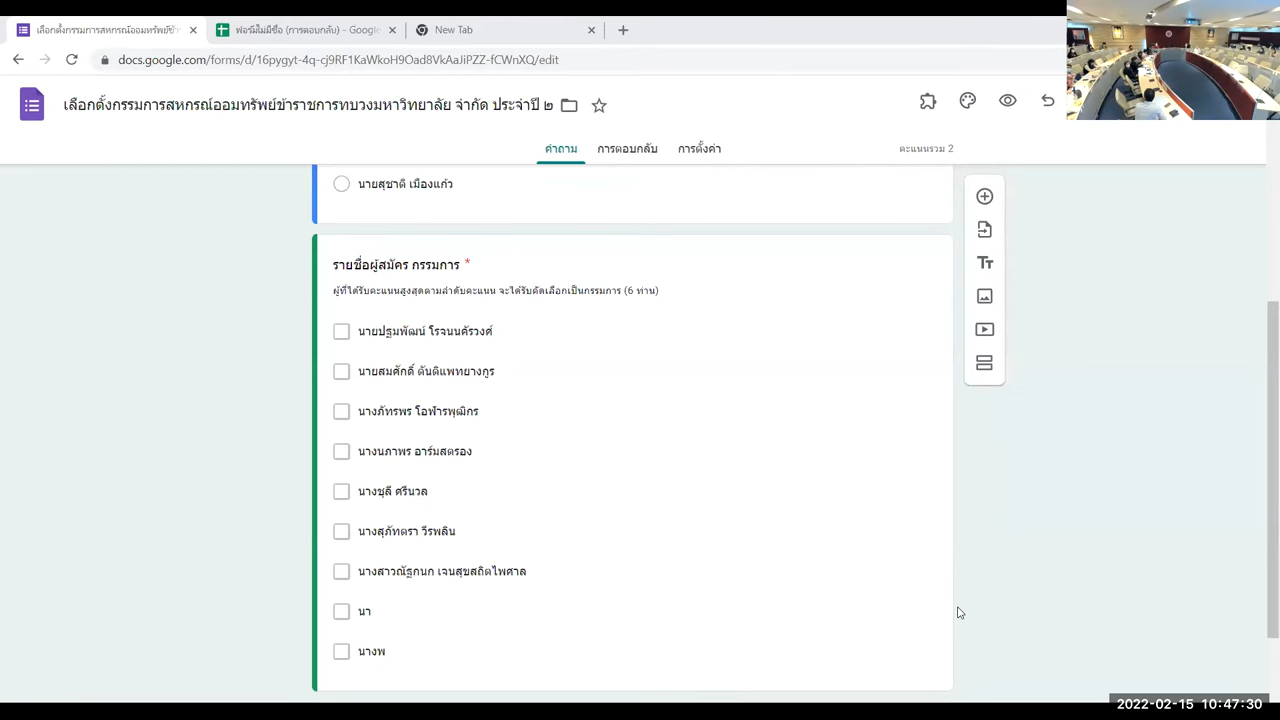 เลือกตั้งกรรมการสหกรณ์ออมทรัพย์ข้า
ฟอร์มไม่มีชื่อ (การตอบกลับ) - Google
New Tab
docs.google.com/forms/d/16pygyt-4q-cj9RF1KaWkoH9Oad8VkAaJiPZZ-fCWnXQ/edit
เลือกตั้งกรรมการสหกรณ์ออมทรัพย์ข้าราชการทบวงมหาวิทยาลัย จำกัด ประจำปี ๒
คำถาม การตอบกลับ การตั้งค่า คะแนนรวม 2
นายสุชาติ เมืองแก้ว
รายชื่อผู้สมัคร กรรมการ *
ผู้ที่ได้รับคะแนนสูงสุดตามลำดับคะแนน จะได้รับคัดเลือกเป็นกรรมการ (6 ท่าน)
นายปฐมพัฒน์ โรจนนคัรวงศ์
นายสมศักดิ์ ตันติแพทยางกูร
นางภัทรพร โอฬารพุฒิกร
นางนภาพร อาร์มสตรอง
นางชุลี ศรีนวล
นางสุภัทตรา วีรพลิน
นางสาวณัฐกนก เจนสุขสถิตไพศาล
นา
นางพ
2022-02-15 10:47:30